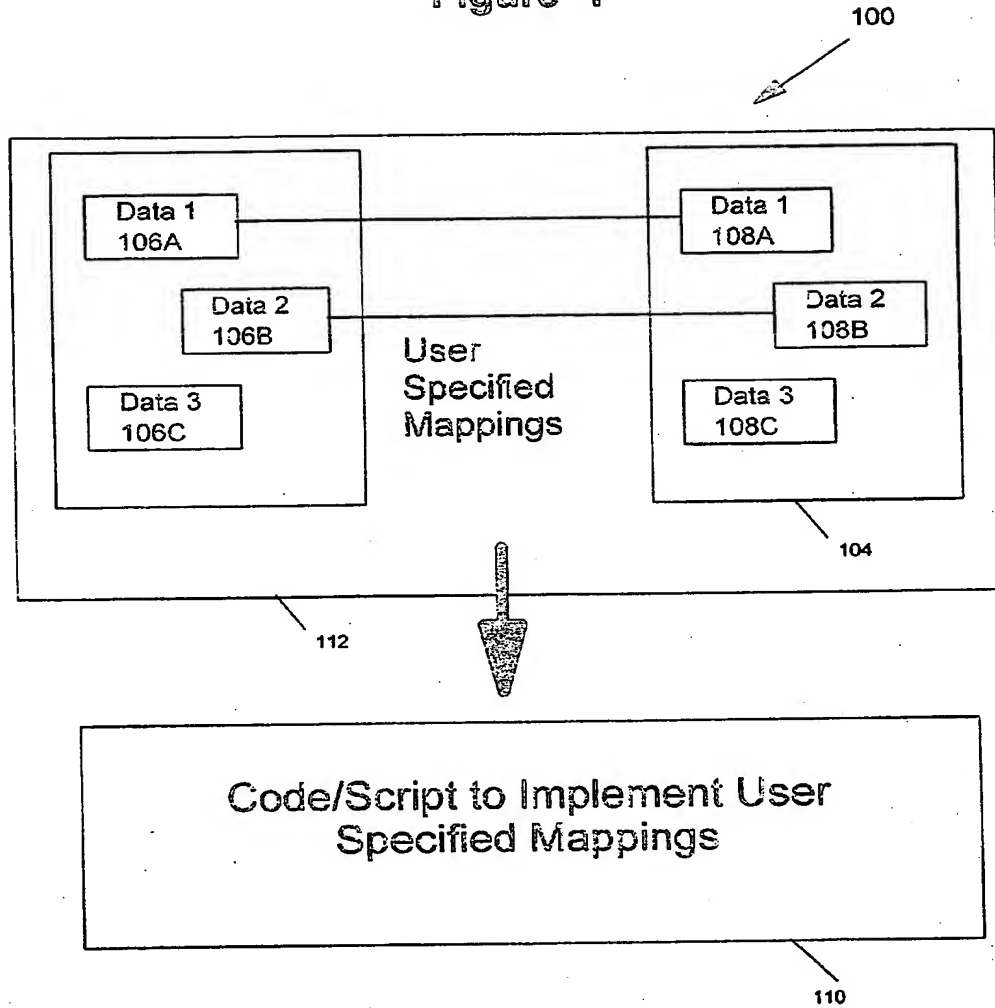 100
Data 1
106A
Data 1
108A
Data 2
106B
Data 2
108B
User
Specified
Mappings
Data 3
106C
Data 3
108C
104
112
Code/Script to Implement User
Specified Mappings
110